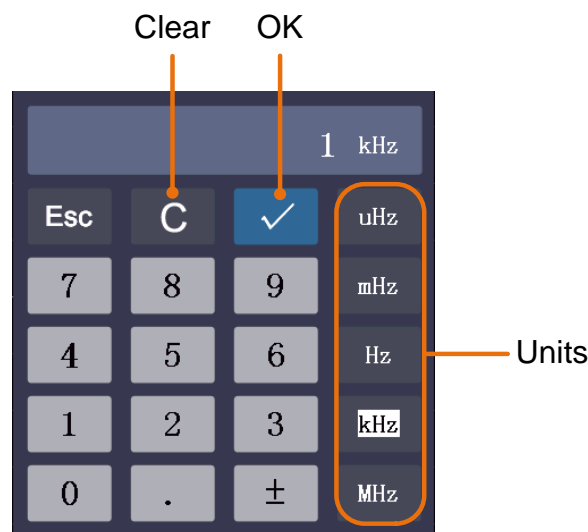 Clear OK
1 kHz
Esc C ✓ uHz
7 8 9 mHz
4 5 6 Hz
Units
1 2 3 kHz
0 . ± MHz